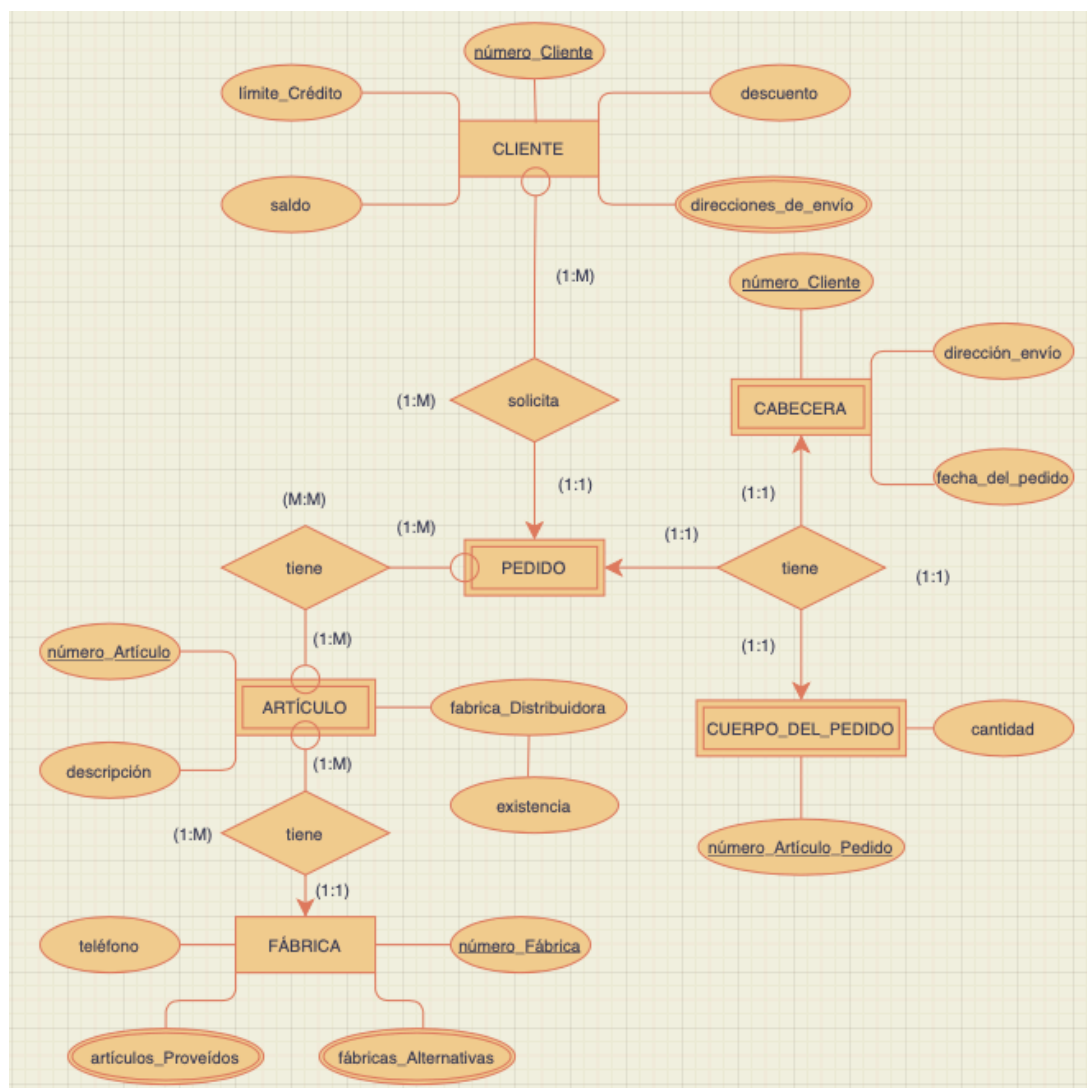 número_Cliente
límite_Crédito
descuento
CLIENTE
saldo
direcciones_de_envío
(1:M)
número_Cliente
dirección_envío
(1:M)
solicita
CABECERA
fecha_del_pedido
(1:1)
(1:1)
(M:M)
(1:M)
(1:1)
tiene
PEDIDO
tiene
(1:1)
(1:M)
(1:1)
número_Artículo
ARTÍCULO
fabrica_Distribuidora
CUERPO_DEL_PEDIDO
cantidad
(1:M)
descripción
existencia
(1:M)
tiene
número_Artículo_Pedido
(1:1)
teléfono
FÁBRICA
número_Fábrica
artículos_Proveídos
fábricas_Alternativas